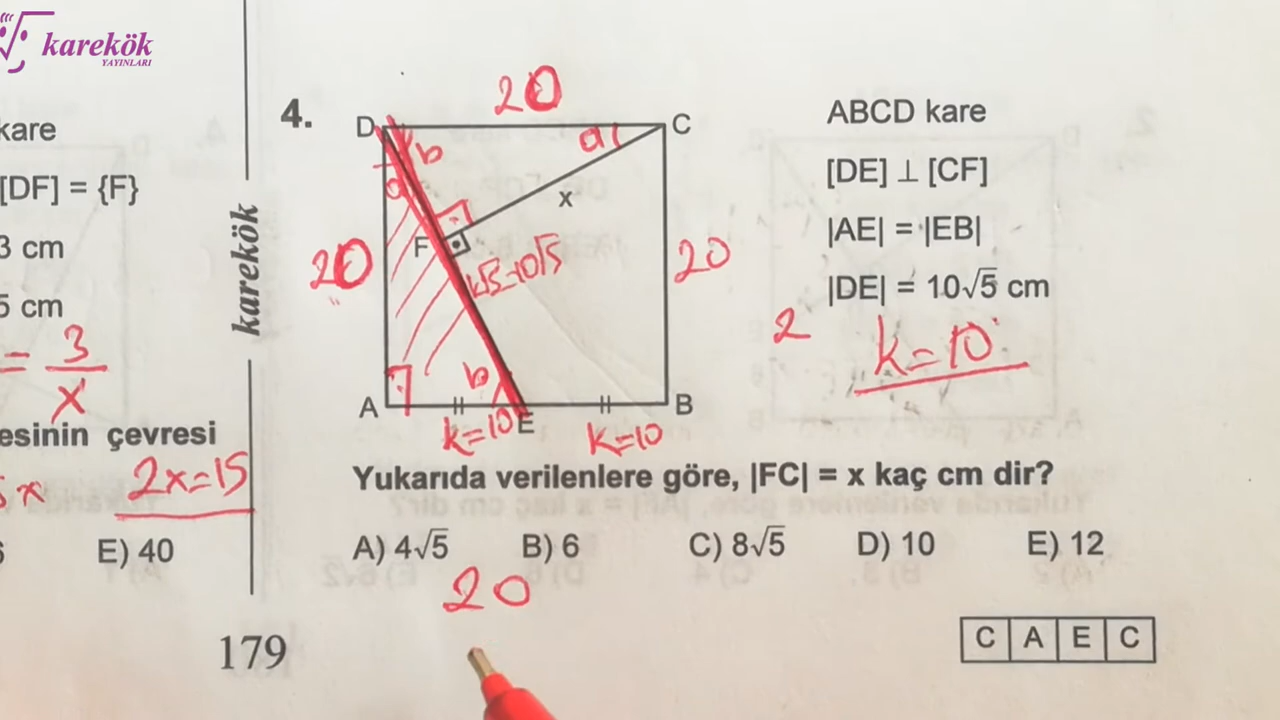 karekök
YAYINLARI
kare
[DF] = {F}
3 cm
5 cm
= 3/x
esinin çevresi
x
2x=15
E) 40
179
karekök
4.
D
20
C
a
b
a
x
F
20
√5=10√5
20
b
A
E
B
k=10
k=10
ABCD kare
[DE] ⊥ [CF]
|AE| = |EB|
|DE| = 10√5 cm
2
k=10
Yukarıda verilenlere göre, |FC| = x kaç cm dir?
A) 4√5 B) 6 C) 8√5 D) 10 E) 12
20
C A E C